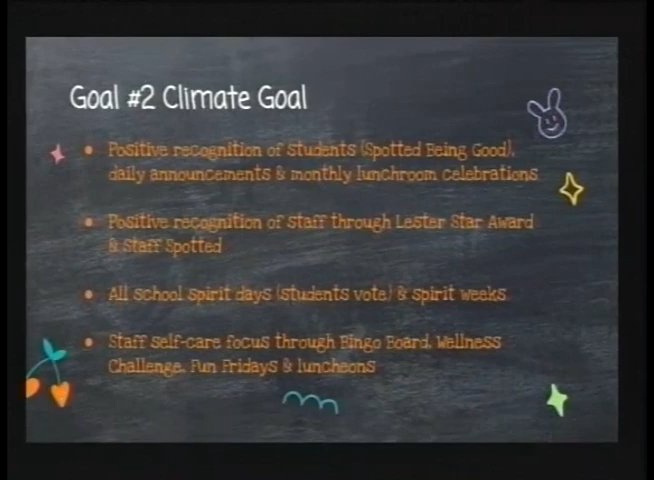 Goal #2 Climate Goal
• Positive recognition of students (Spotted Being Good),
daily announcements & monthly lunchroom celebrations
• Positive recognition of staff through Lester Star Award
& Staff Spotted
• All school spirit days (students vote) & spirit weeks
• Staff self-care focus through Bingo Board, Wellness
Challenge, Fun Fridays & luncheons